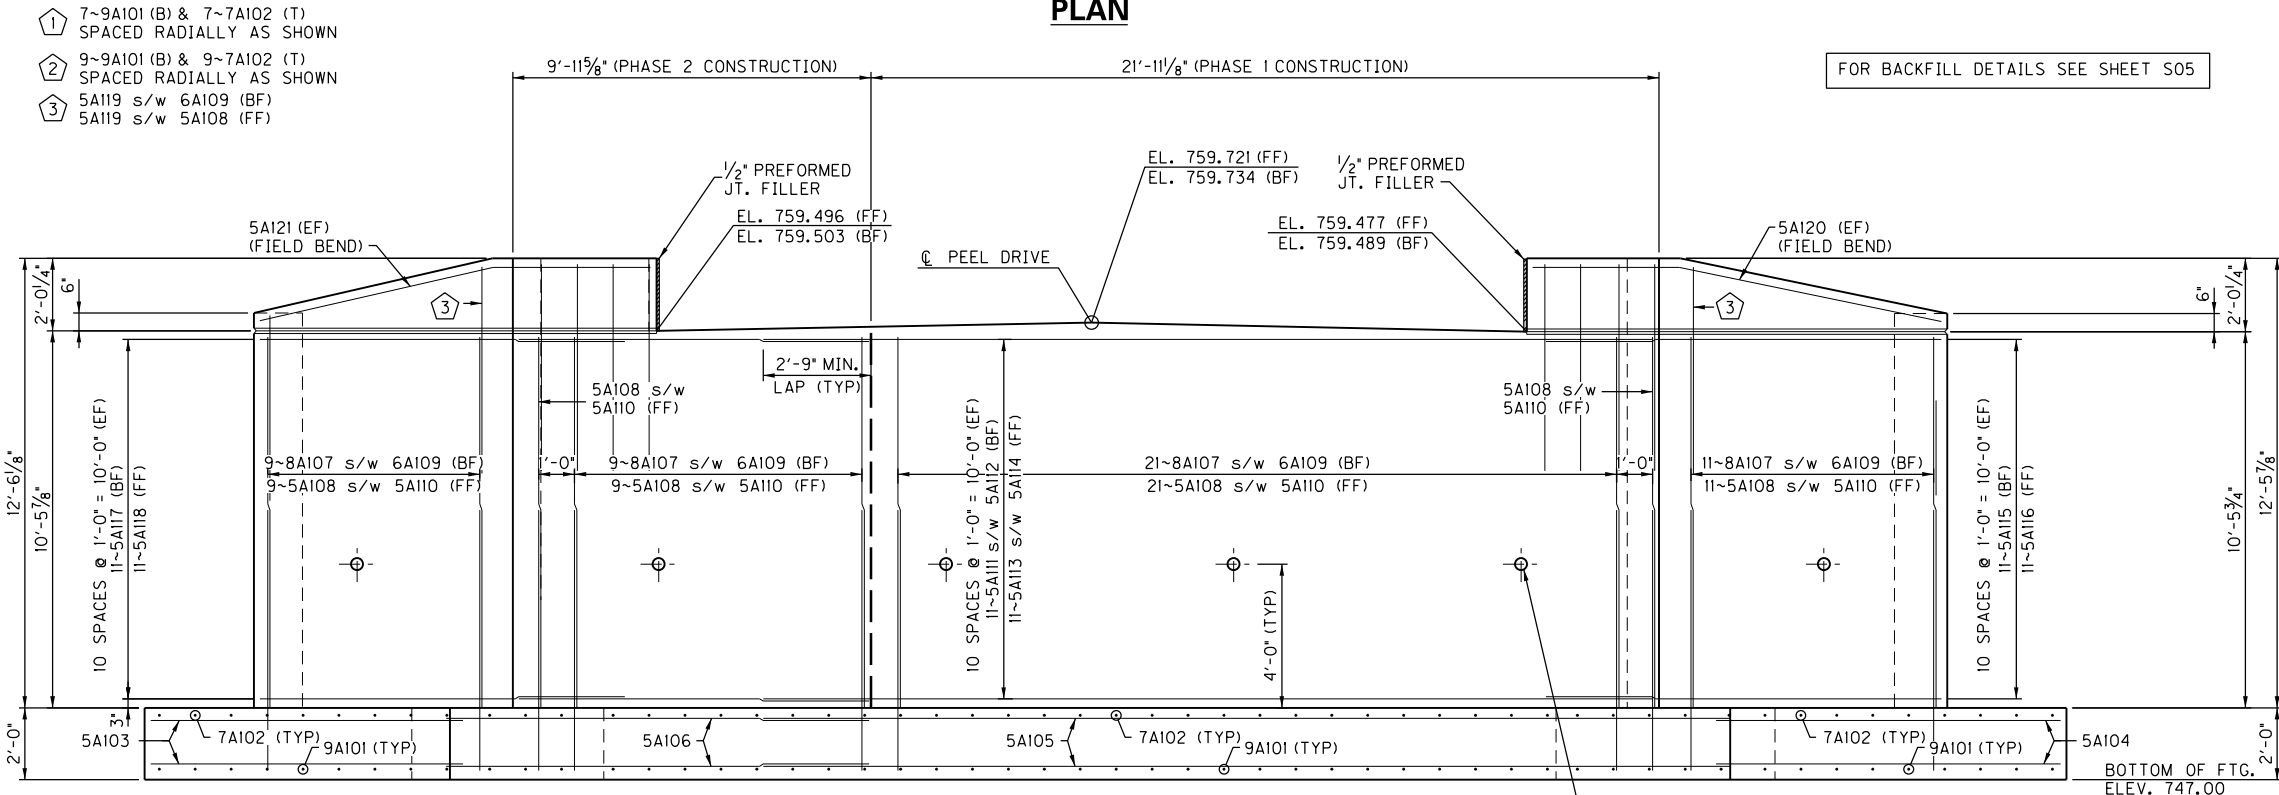 PLAN
1 7~9A101 (B) & 7~7A102 (T)
SPACED RADIALLY AS SHOWN
2 9~9A101 (B) & 9~7A102 (T)
SPACED RADIALLY AS SHOWN
3 5A119 s/w 6A109 (BF)
5A119 s/w 5A108 (FF)
9'-11⅝" (PHASE 2 CONSTRUCTION)
21'-11⅛" (PHASE 1 CONSTRUCTION)
FOR BACKFILL DETAILS SEE SHEET S05
½" PREFORMED
JT. FILLER
EL. 759.496 (FF)
EL. 759.503 (BF)
EL. 759.721 (FF)
EL. 759.734 (BF)
½" PREFORMED
JT. FILLER
EL. 759.477 (FF)
EL. 759.489 (BF)
5A121 (EF)
(FIELD BEND)
5A120 (EF)
(FIELD BEND)
℄ PEEL DRIVE
2'-0¼"
6"
3
3
6"
2'-0¼"
2'-9" MIN.
LAP (TYP)
5A108 s/w
5A110 (FF)
5A108 s/w
5A110 (FF)
12'-6⅛"
10'-5⅞"
10 SPACES @ 1'-0" = 10'-0" (EF)
11~5A117 (BF)
11~5A118 (FF)
9~8A107 s/w 6A109 (BF)
9~5A108 s/w 5A110 (FF)
1'-0"
9~8A107 s/w 6A109 (BF)
9~5A108 s/w 5A110 (FF)
10 SPACES @ 1'-0" = 10'-0" (EF)
11~5A111 s/w 5A112 (BF)
11~5A113 s/w 5A114 (FF)
21~8A107 s/w 6A109 (BF)
21~5A108 s/w 5A110 (FF)
1'-0"
11~8A107 s/w 6A109 (BF)
11~5A108 s/w 5A110 (FF)
10 SPACES @ 1'-0" = 10'-0" (EF)
11~5A115 (BF)
11~5A116 (FF)
10'-5¾"
12'-5⅞"
4'-0" (TYP)
2'-0"
3"
5A103
7A102 (TYP)
9A101 (TYP)
5A106
5A105
7A102 (TYP)
9A101 (TYP)
7A102 (TYP)
9A101 (TYP)
5A104
2'-0"
BOTTOM OF FTG.
ELEV. 747.00